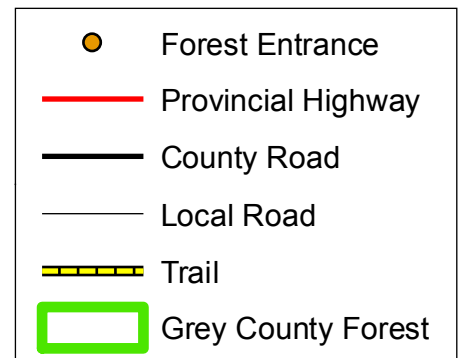 Forest Entrance
Provincial Highway
County Road
Local Road
Trail
Grey County Forest